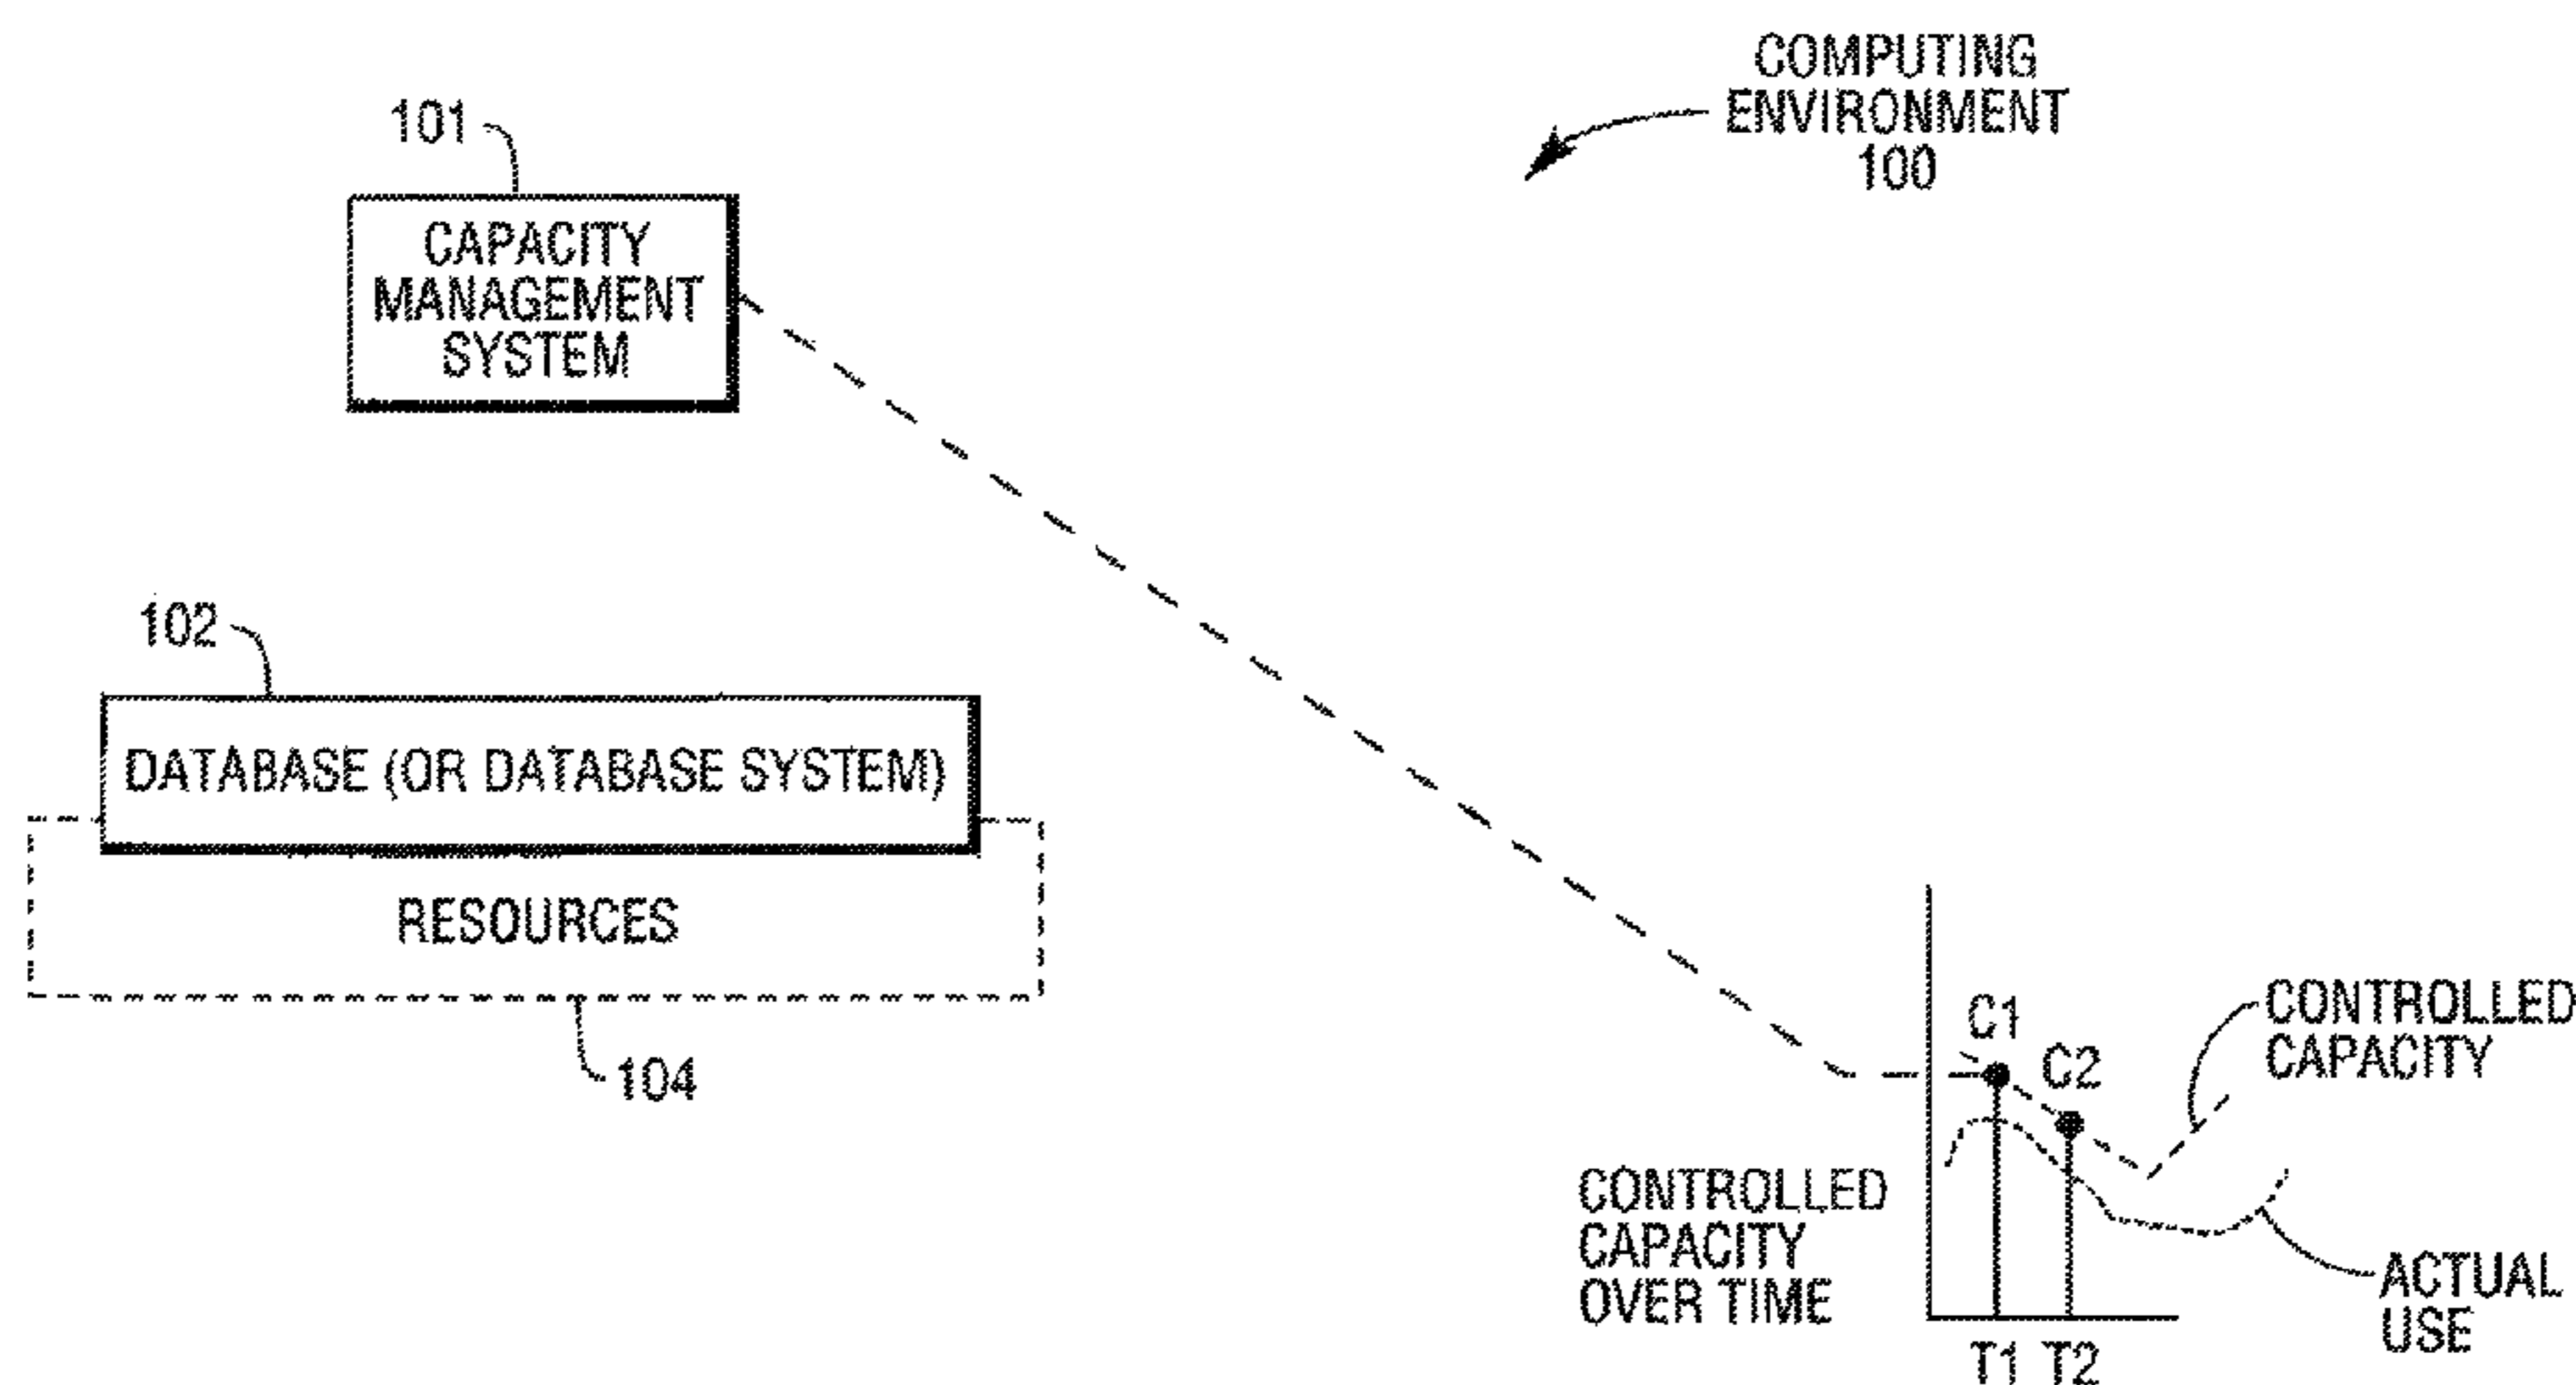 COMPUTING
ENVIRONMENT
100
101
CAPACITY
MANAGEMENT
SYSTEM
102
DATABASE (OR DATABASE SYSTEM)
RESOURCES
104
C1
C2
CONTROLLED
CAPACITY
CONTROLLED
CAPACITY
OVER TIME
ACTUAL
USE
T1 T2